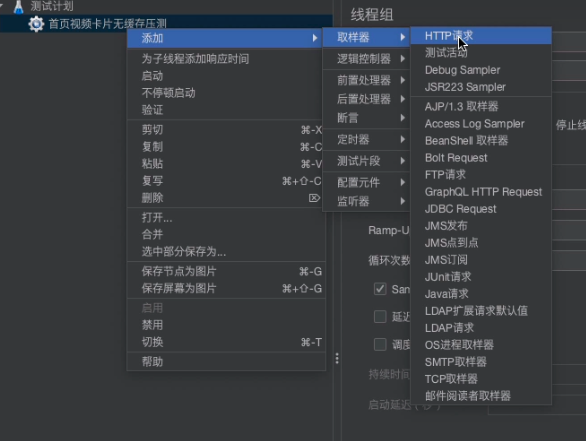 测试计划
首页视频卡片无缓存压测
添加
为子线程添加响应时间
启动
不停顿启动
验证
剪切 ⌘-X
复制 ⌘-C
粘贴 ⌘-V
复写 ⌘+⇧-C
删除 ⌦
打开...
合并
选中部分保存为...
保存节点为图片 ⌘-G
保存屏幕为图片 ⌘+⇧-G
启用
禁用
切换 ⌘-T
帮助
取样器
逻辑控制器
前置处理器
后置处理器
断言
定时器
测试片段
配置元件
监听器
HTTP请求
测试活动
Debug Sampler
JSR223 Sampler
AJP/1.3 取样器
Access Log Sampler
BeanShell 取样器
Bolt Request
FTP请求
GraphQL HTTP Request
JDBC Request
JMS发布
JMS点到点
JMS订阅
JUnit请求
Java请求
LDAP扩展请求默认值
LDAP请求
OS进程取样器
SMTP取样器
TCP取样器
邮件阅读者取样器
线程组
停止线
Ramp-U
循环次数
San
延迟
调度
持续时间
启动延迟